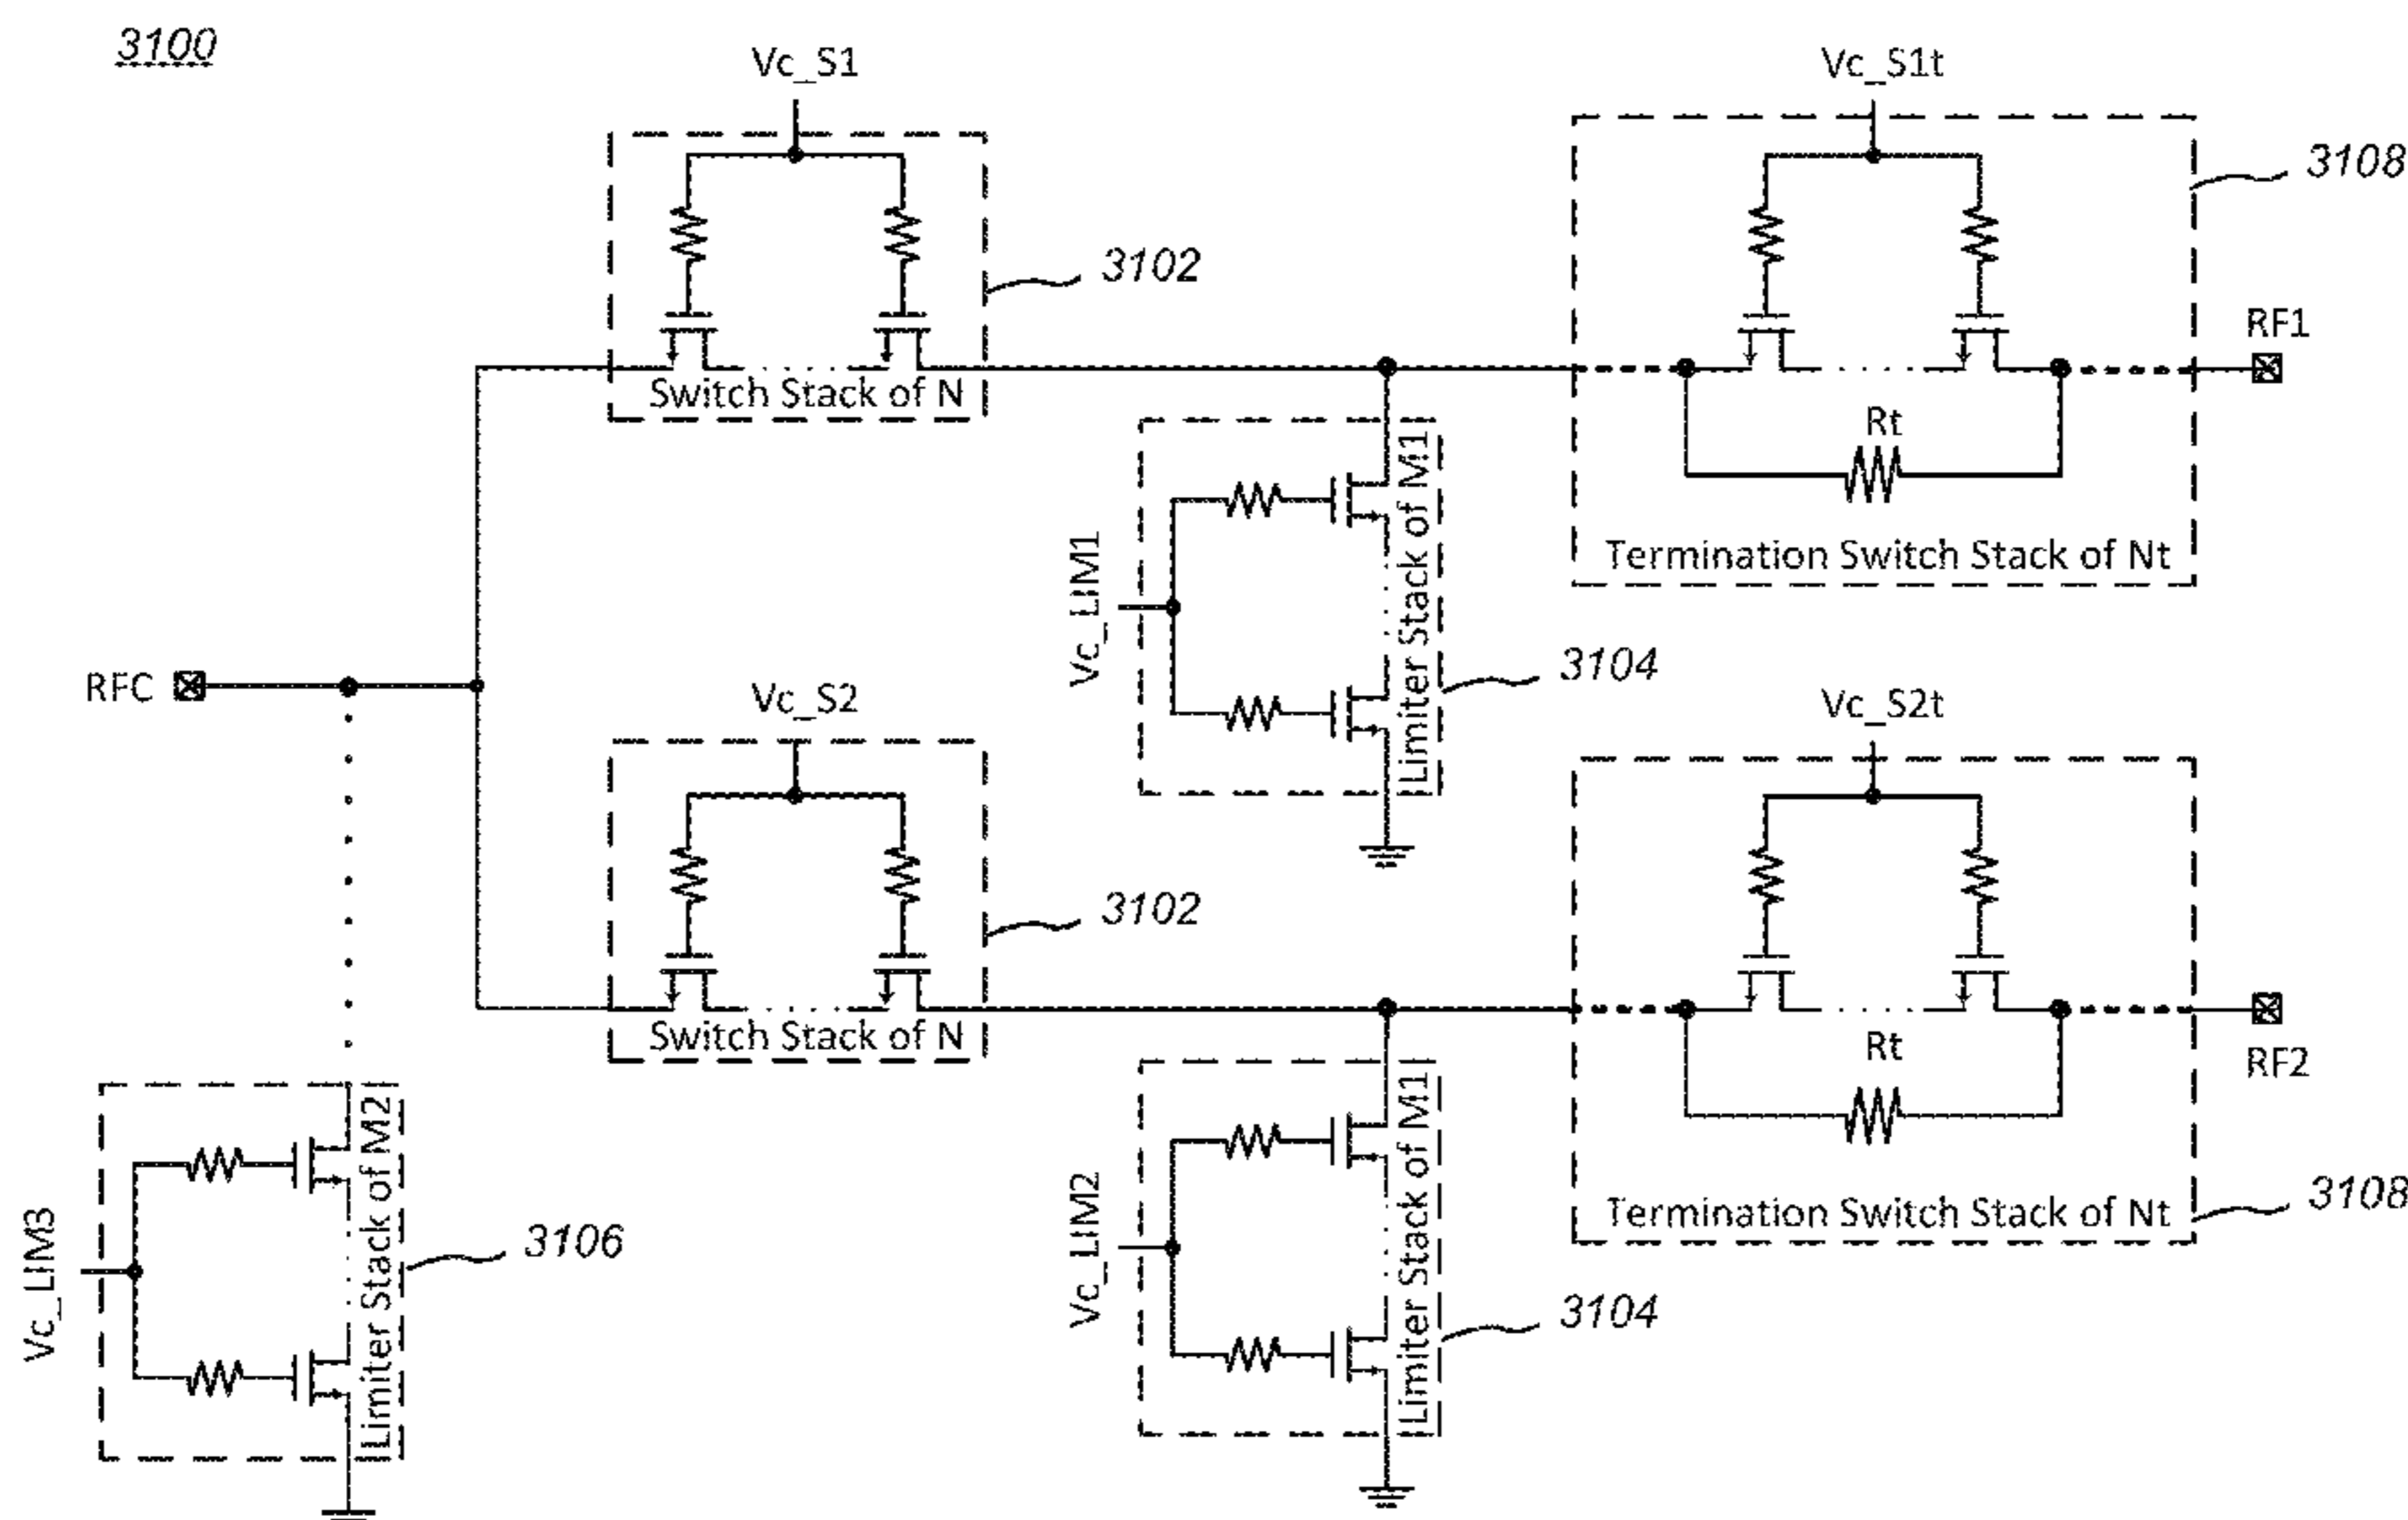 3100
Vc_S1
Vc_S1t
3108
3102
RF1
Switch Stack of N
Rt
Limiter Stack of M1
Vc_LIM1
Termination Switch Stack of Nt
3104
RFC
Vc_S2
Vc_S2t
3102
Switch Stack of N
Rt
RF2
Limiter Stack of M2
Limiter Stack of M1
Vc_LIM3
Vc_LIM2
Termination Switch Stack of Nt
3108
3106
3104